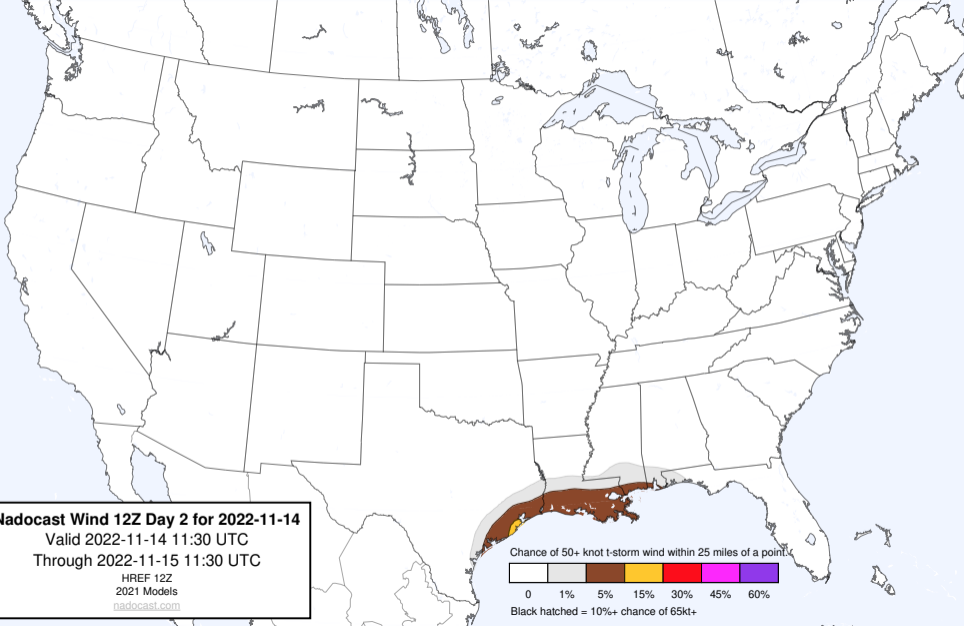 Nadocast Wind 12Z Day 2 for 2022-11-14
Valid 2022-11-14 11:30 UTC
Through 2022-11-15 11:30 UTC
HREF 12Z
2021 Models
nadocast.com
Chance of 50+ knot t-storm wind within 25 miles of a point.
0 1% 5% 15% 30% 45% 60%
Black hatched = 10%+ chance of 65kt+